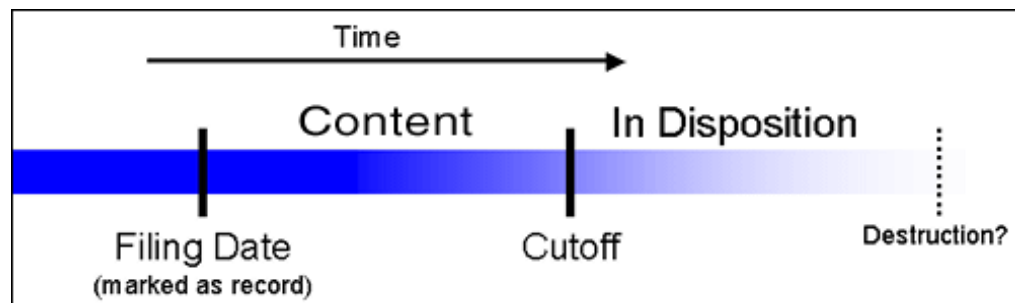 Time
Content
In Disposition
Filing Date
(marked as record)
Cutoff
Destruction?